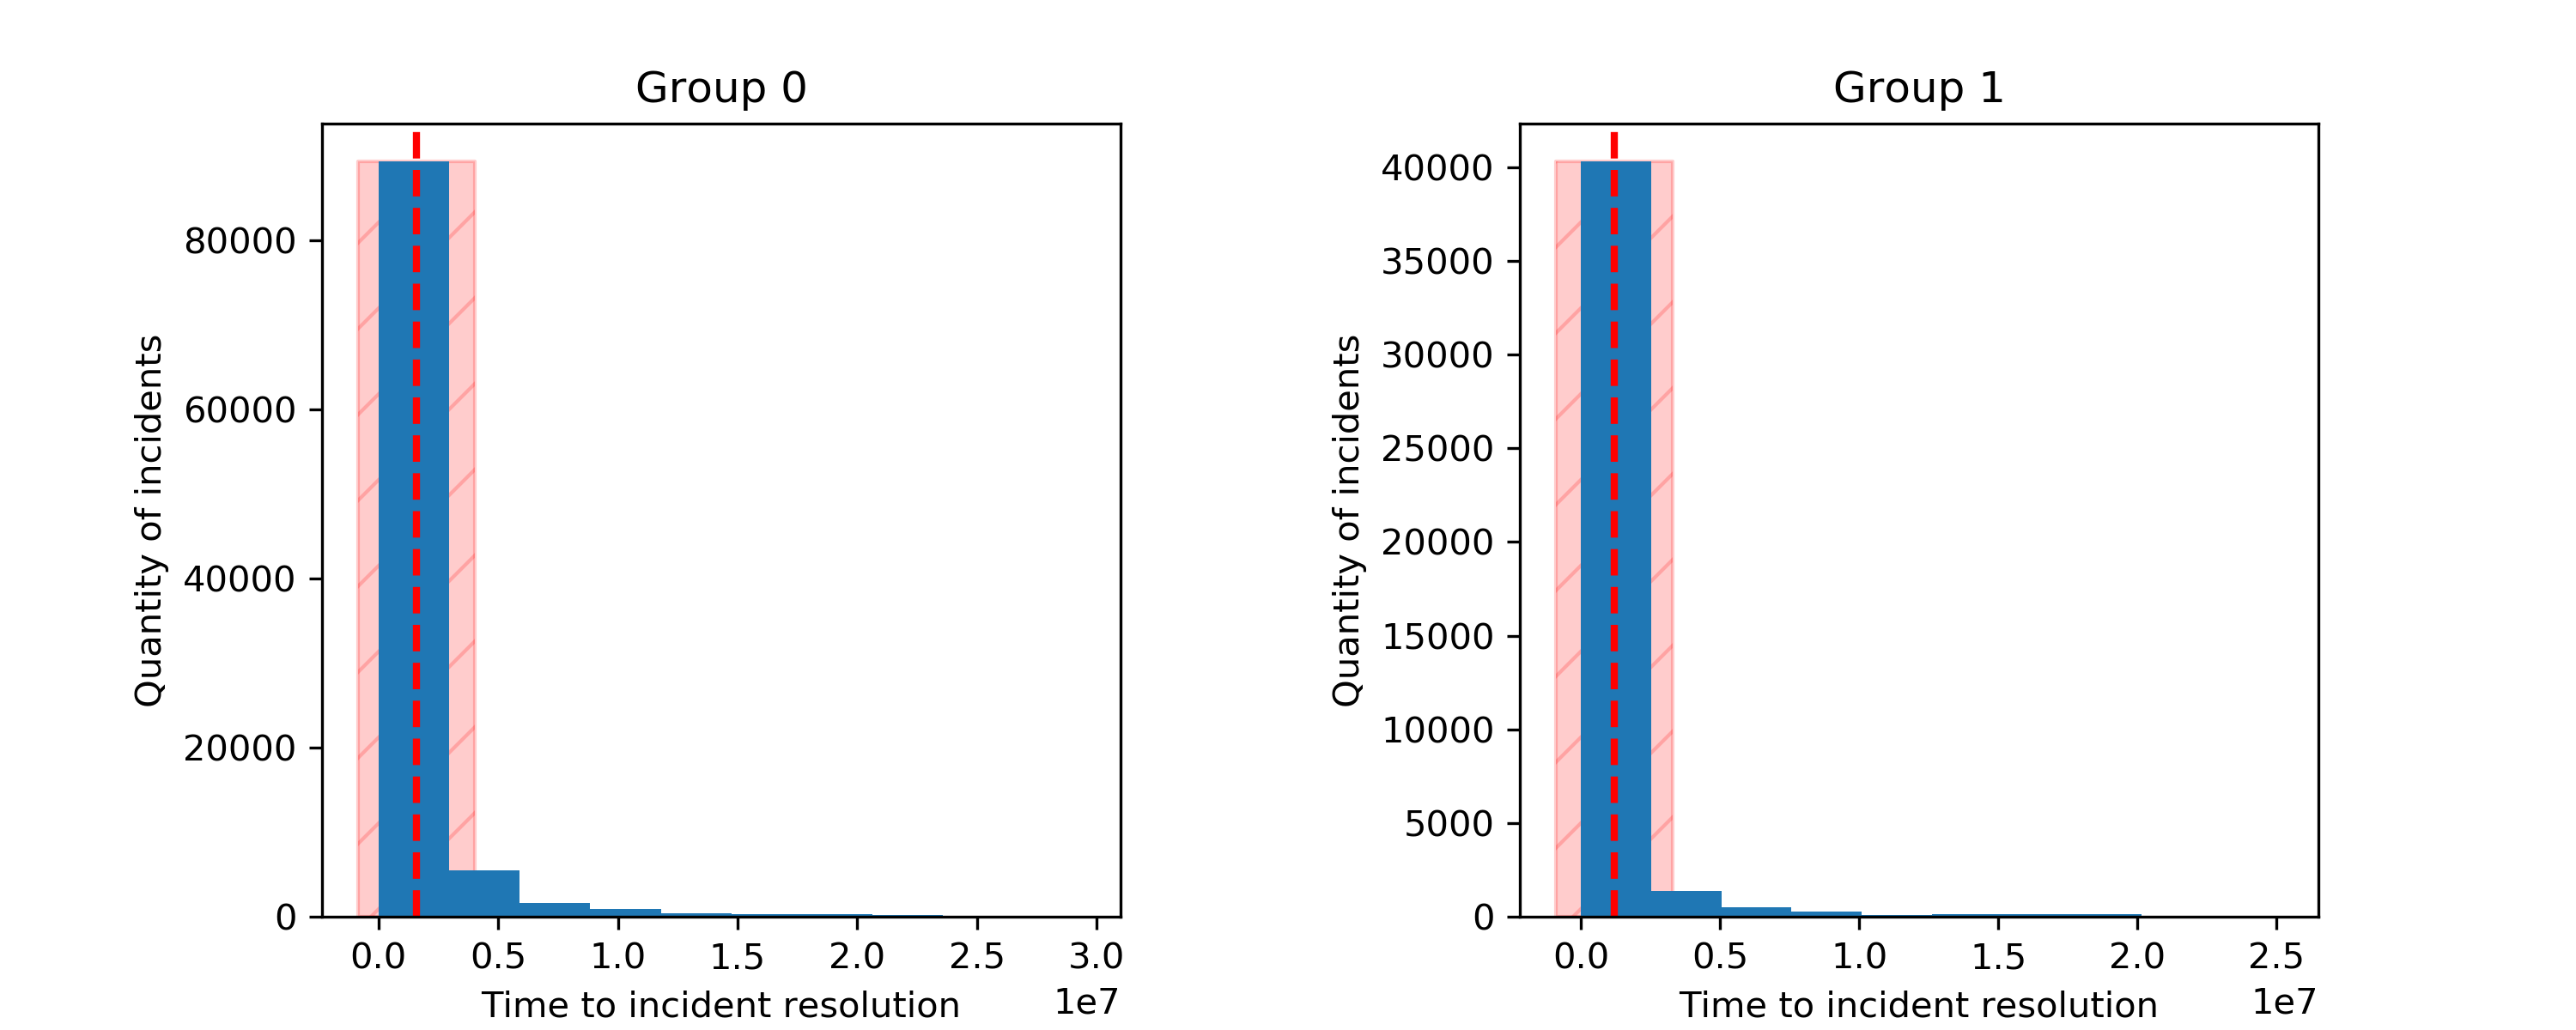 Group 0
Quantity of incidents
80000
60000
40000
20000
0
0.0 0.5 1.0 1.5 2.0 2.5 3.0
1e7
Time to incident resolution
Group 1
Quantity of incidents
40000
35000
30000
25000
20000
15000
10000
5000
0
0.0 0.5 1.0 1.5 2.0 2.5
1e7
Time to incident resolution